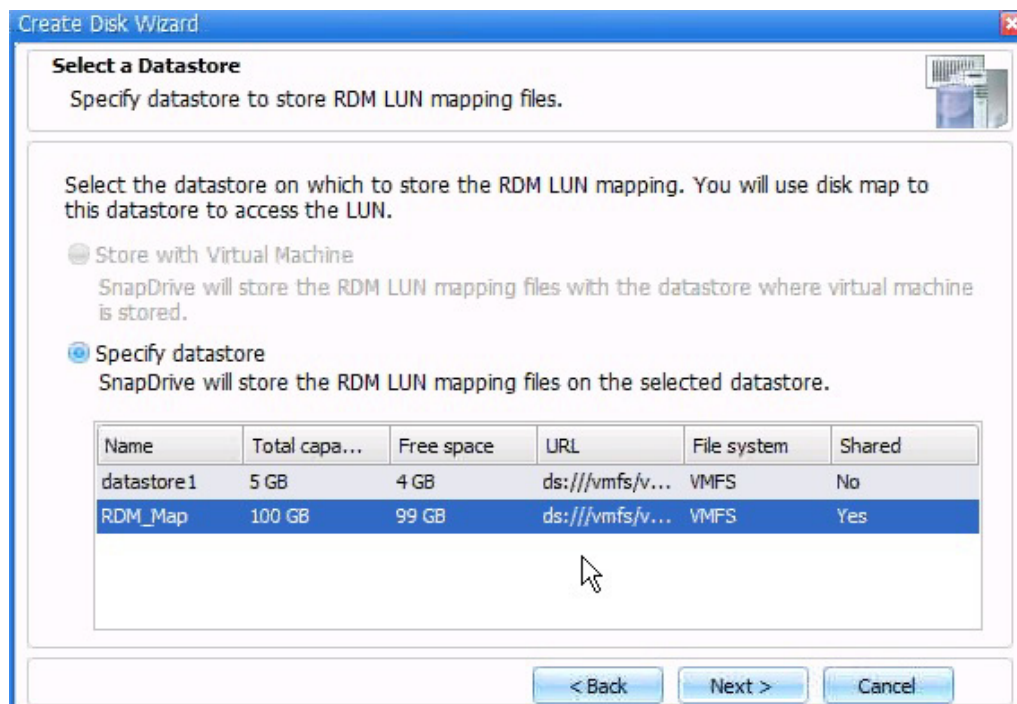 Create Disk Wizard
Select a Datastore
Specify datastore to store RDM LUN mapping files.
Select the datastore on which to store the RDM LUN mapping. You will use disk map to
this datastore to access the LUN.
Store with Virtual Machine
SnapDrive will store the RDM LUN mapping files with the datastore where virtual machine
is stored.
Specify datastore
SnapDrive will store the RDM LUN mapping files on the selected datastore.
Name Total capa... Free space URL File system Shared
datastore1 5 GB 4 GB ds:///vmfs/v... VMFS No
RDM_Map 100 GB 99 GB ds:///vmfs/v... VMFS Yes
< Back Next > Cancel